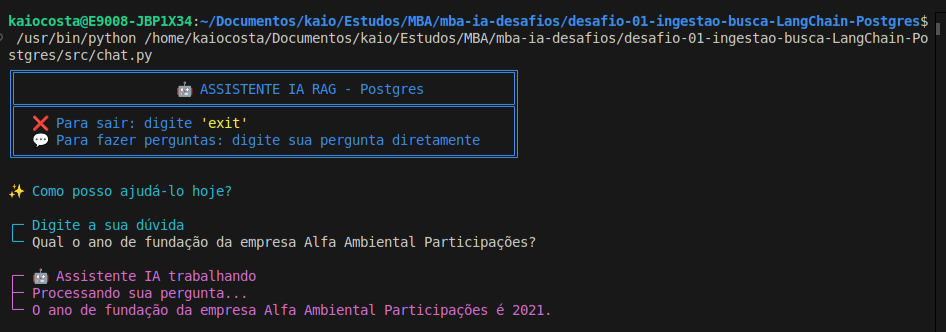 kaiocosta@E9008-JBP1X34:~/Documentos/kaio/Estudos/MBA/mba-ia-desafios/desafio-01-ingestao-busca-LangChain-Postgres$
/usr/bin/python /home/kaiocosta/Documentos/kaio/Estudos/MBA/mba-ia-desafios/desafio-01-ingestao-busca-LangChain-Po
stgres/src/chat.py
🤖 ASSISTENTE IA RAG - Postgres
❌ Para sair: digite 'exit'
💬 Para fazer perguntas: digite sua pergunta diretamente
✨ Como posso ajudá-lo hoje?
Digite a sua dúvida
Qual o ano de fundação da empresa Alfa Ambiental Participações?
🤖 Assistente IA trabalhando
Processando sua pergunta...
O ano de fundação da empresa Alfa Ambiental Participações é 2021.